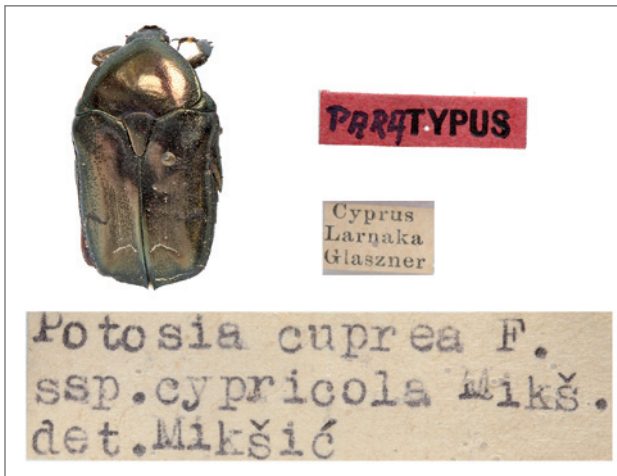 PARATYPUS
Cyprus
Larnaka
Glaszner
Potosia cuprea F.
ssp.cypricola Mikš.
det.Mikšić